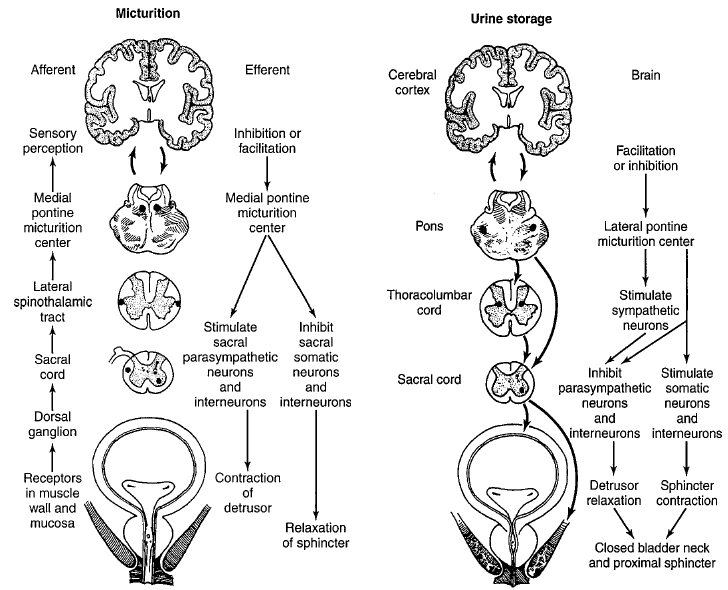 Micturition
Afferent
Efferent
Sensory
perception
Inhibition or
facilitation
Medial
pontine
micturition
center
Medial pontine
micturition
center
Lateral
spinothalamic
tract
Stimulate
sacral
parasympathetic
neurons
and
interneurons
Inhibit
sacral
somatic
neurons
and
interneurons
Sacral
cord
Dorsal
ganglion
Receptors
in muscle
wall and
mucosa
Contraction
of
detrusor
Relaxation
of sphincter
Urine storage
Cerebral
cortex
Brain
Facilitation
or inhibition
Pons
Lateral pontine
micturition center
Thoracolumbar
cord
Stimulate
sympathetic
neurons
Sacral cord
Inhibit
parasympathetic
neurons
and
interneurons
Stimulate
somatic
neurons
and
interneurons
Detrusor
relaxation
Sphincter
contraction
Closed bladder neck
and proximal sphincter